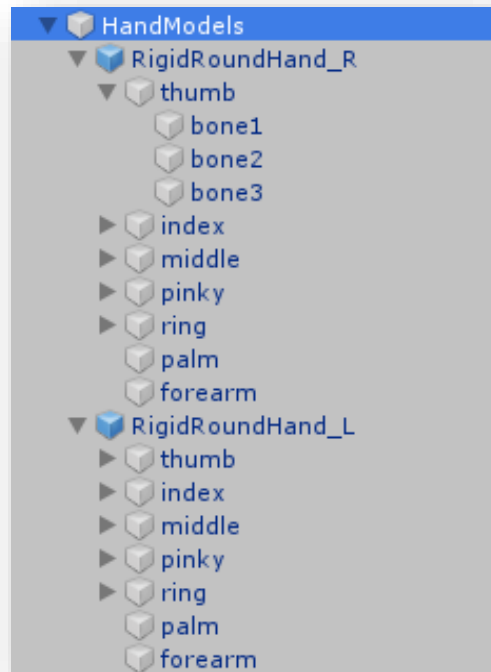 HandModels
RigidRoundHand_R
thumb
bone1
bone2
bone3
index
middle
pinky
ring
palm
forearm
RigidRoundHand_L
thumb
index
middle
pinky
ring
palm
forearm